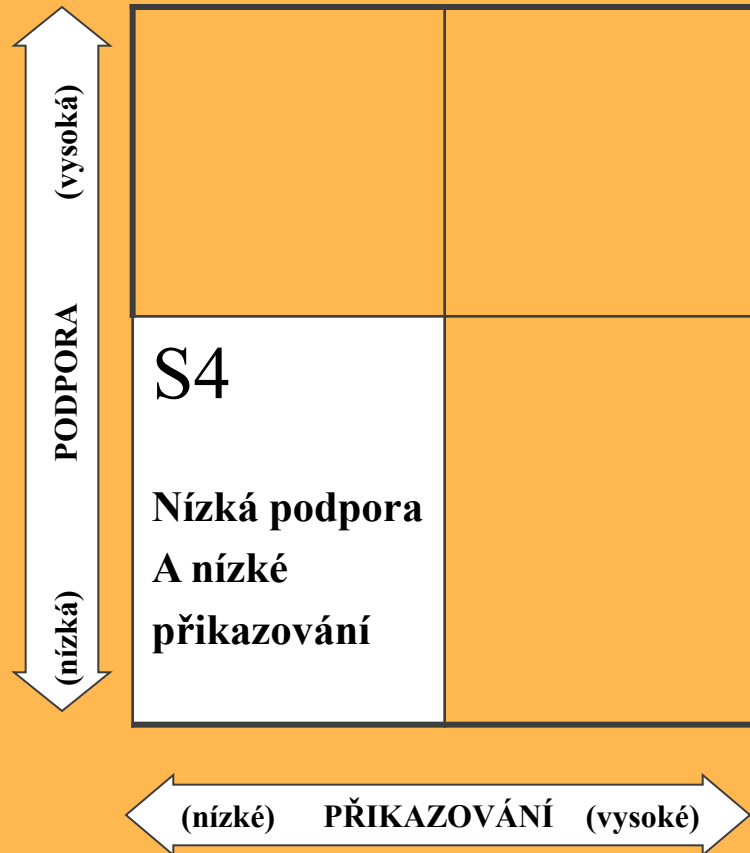 (vysoká)
PODPORA
(nízká)
S4
Nízká podpora
A nízké
přikazování
(nízké) PŘIKAZOVÁNÍ (vysoké)